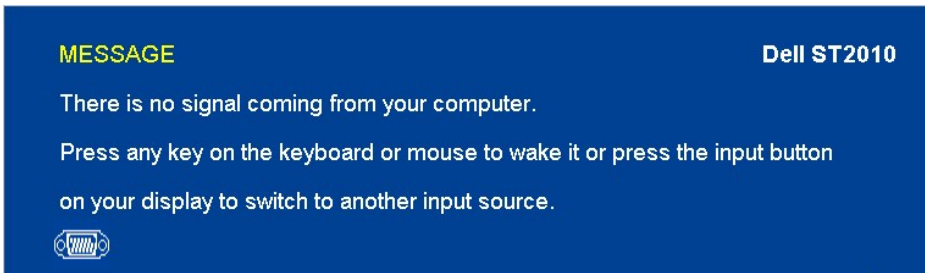 MESSAGE Dell ST2010
There is no signal coming from your computer.
Press any key on the keyboard or mouse to wake it or press the input button
on your display to switch to another input source.